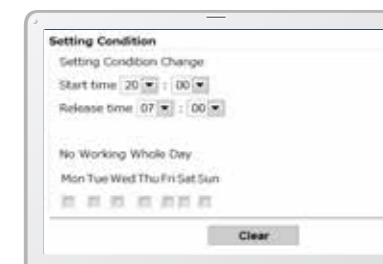 Setting Condition
Setting Condition Change
Start time 20 : 00
Release time 07 : 00
No Working Whole Day
Mon Tue Wed Thu Fri Sat Sun
Clear